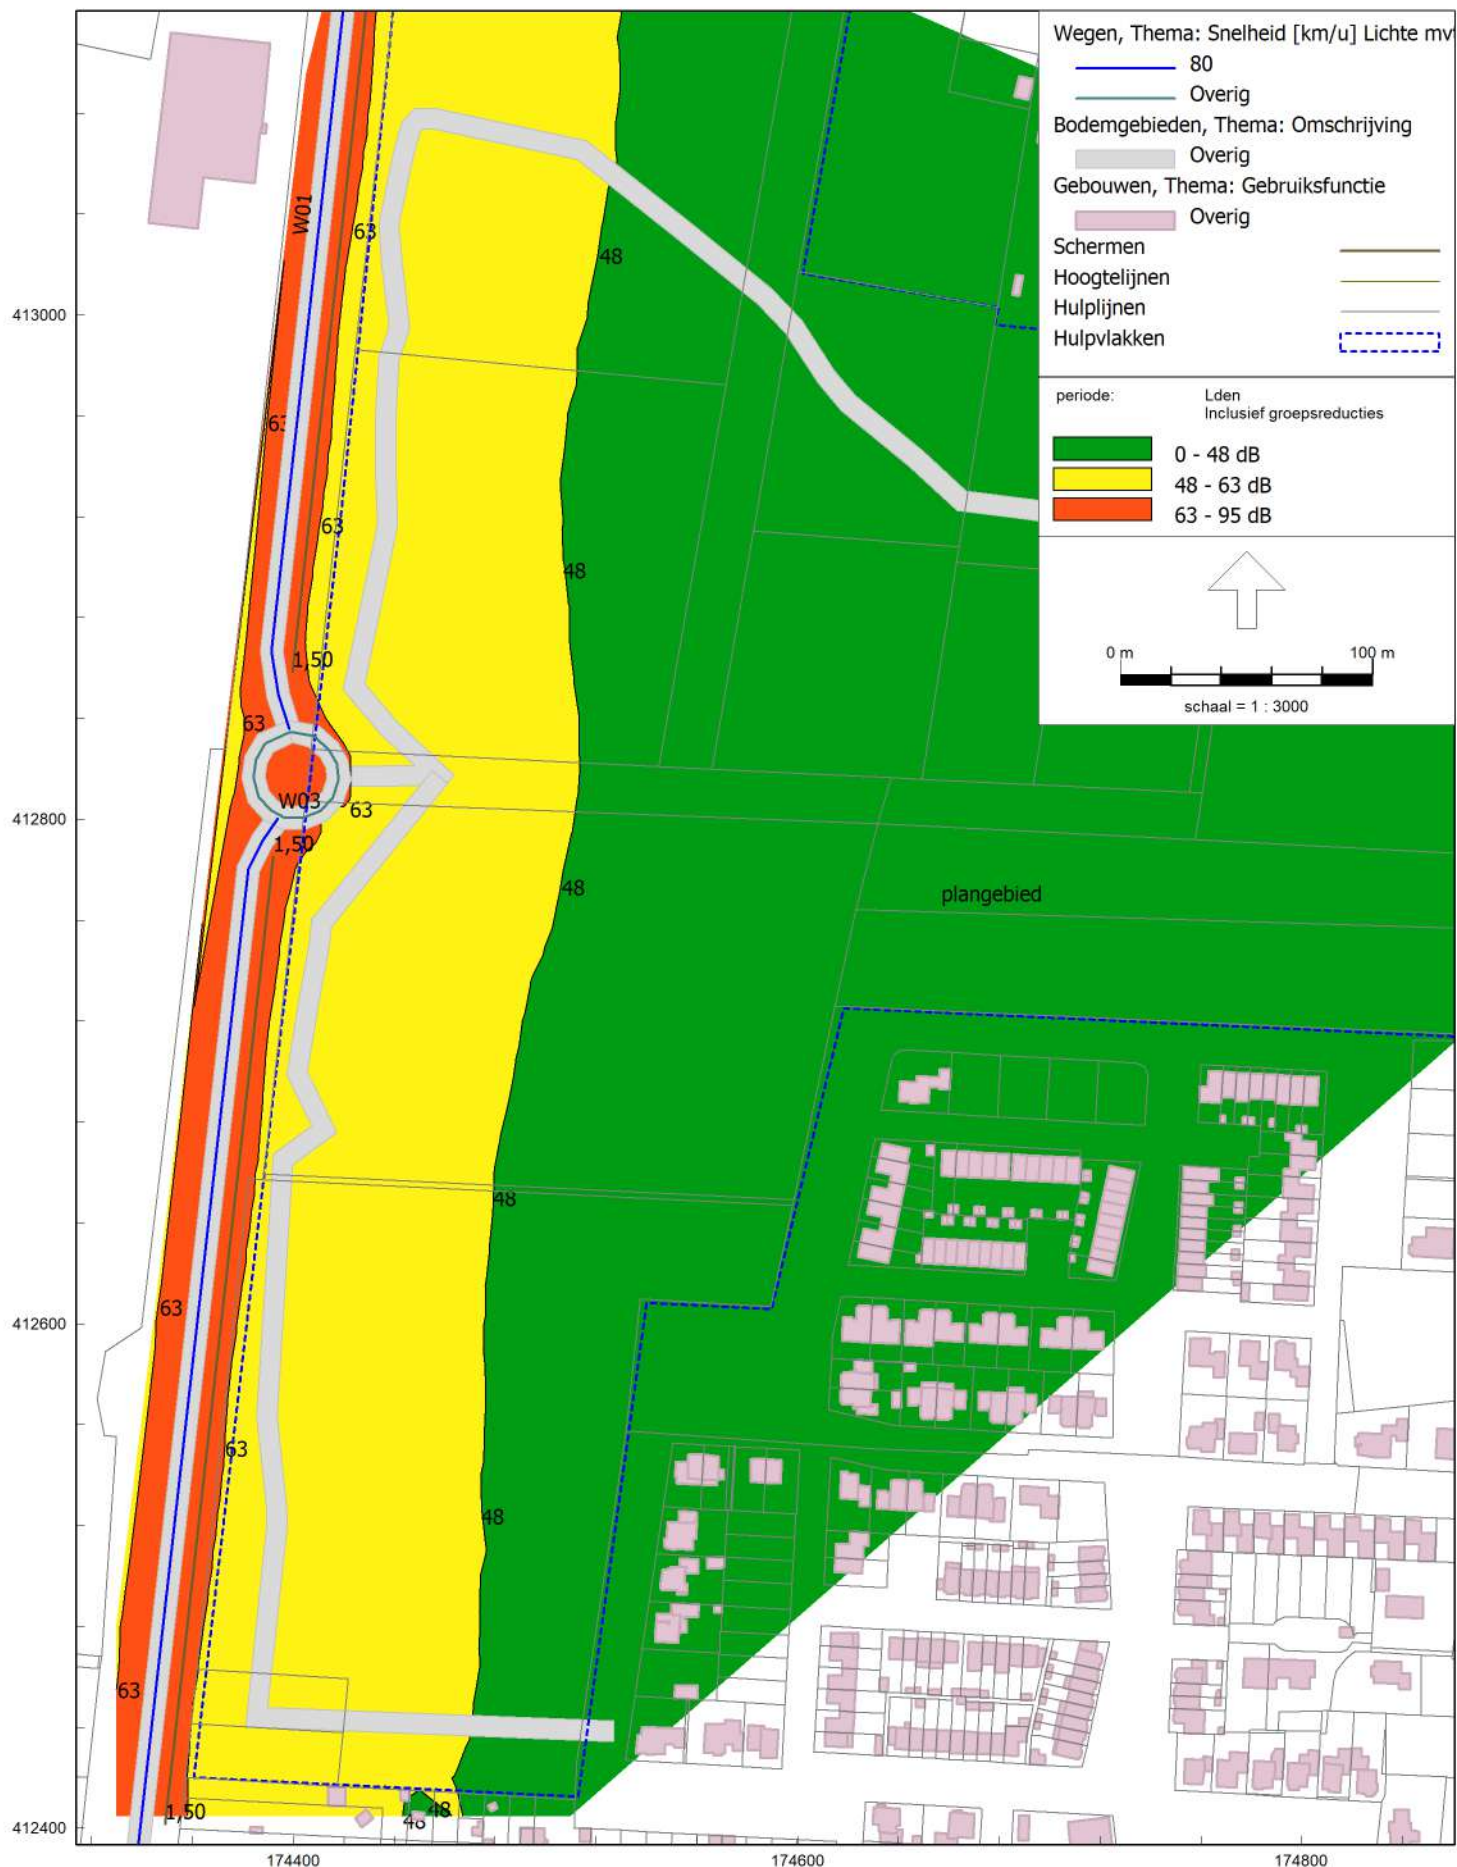 Wegen, Thema: Snelheid [km/u] Lichte mv
80
Overig
Bodemgebieden, Thema: Omschrijving
Overig
Gebouwen, Thema: Gebruiksfunctie
Overig
Schermen
Hoogtelijnen
Hulplijnen
Hulpvlakken
periode:
Lden
Inclusief groepsreducties
0 - 48 dB
48 - 63 dB
63 - 95 dB
0 m
100 m
schaal = 1 : 3000
W01
63
48
413000
63
63
48
1,50
63
W03
63
412800
1,50
48
plangebied
48
63
412600
63
48
63
1,50
48
48
412400
174400
174600
174800